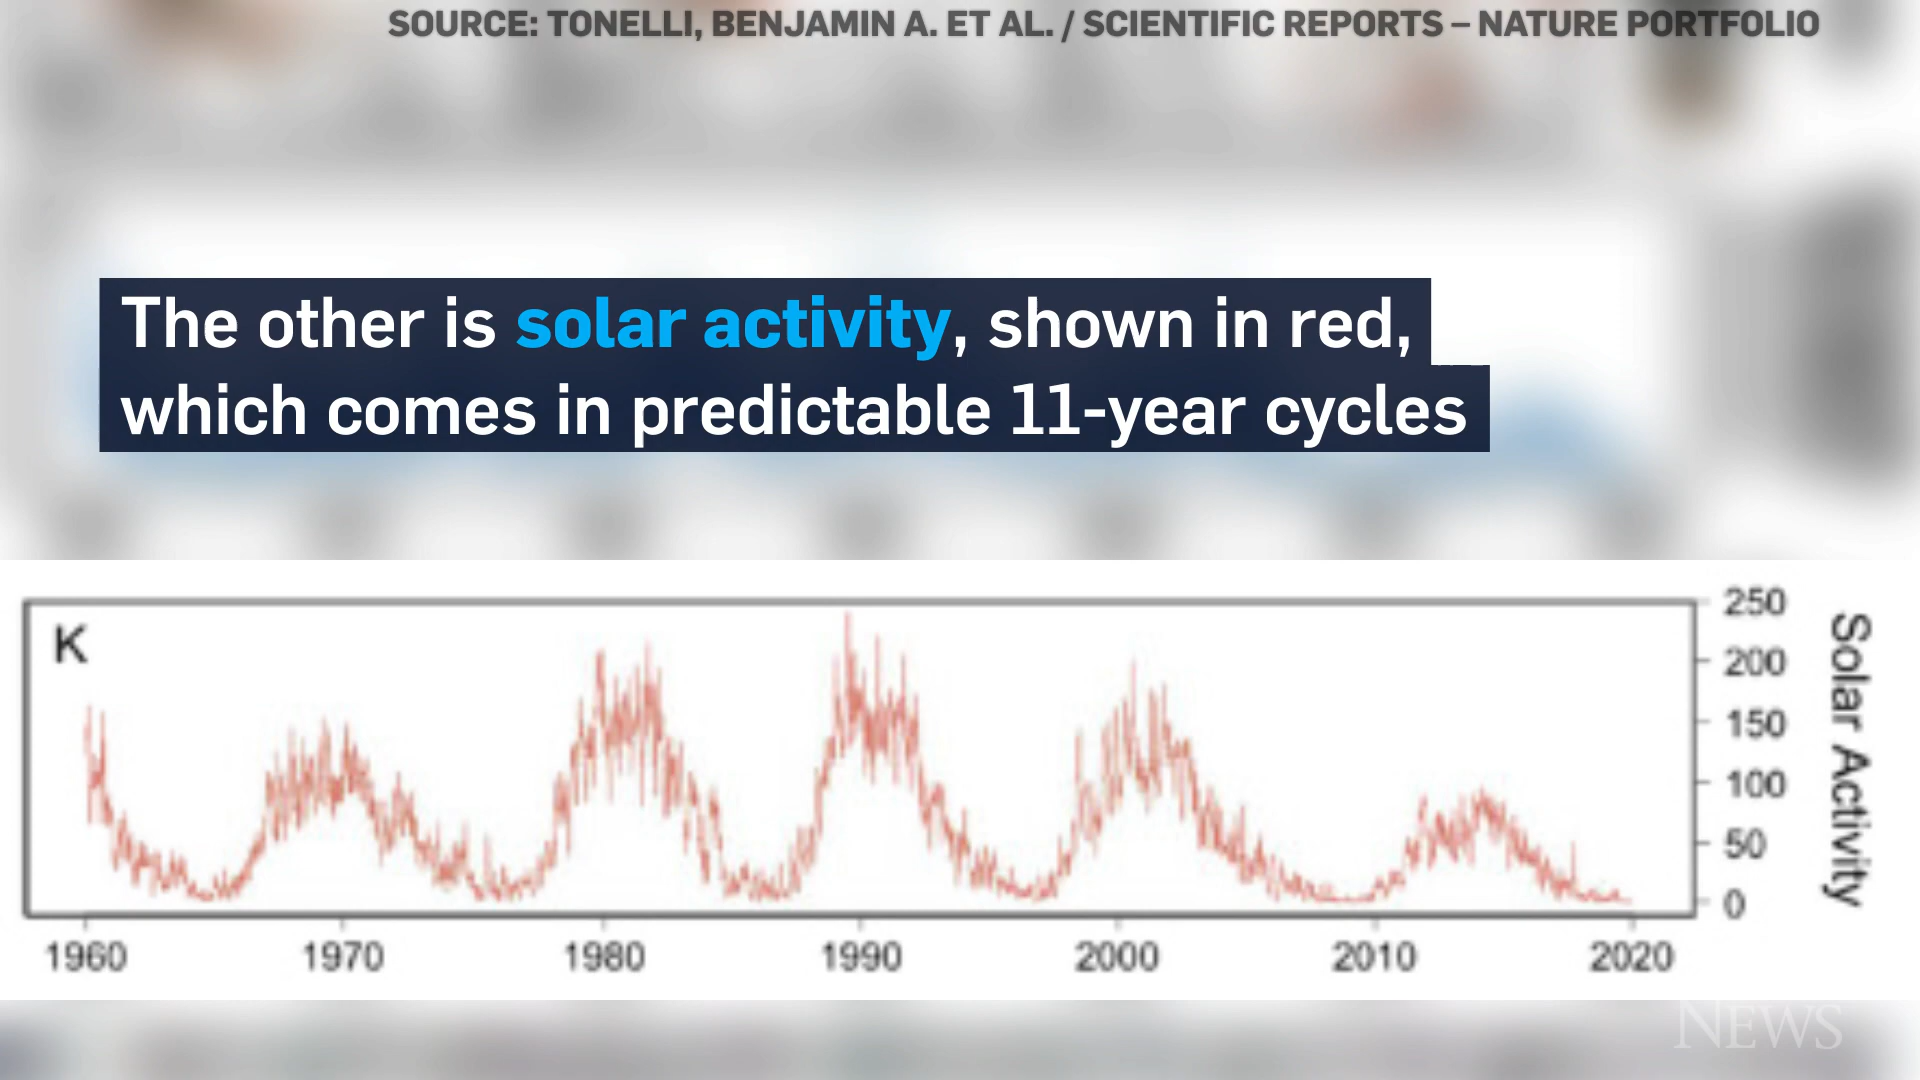 SOURCE: TONELLI, BENJAMIN A. ET AL. / SCIENTIFIC REPORTS – NATURE PORTFOLIO
The other is solar activity, shown in red,
which comes in predictable 11-year cycles
K
250
200
150
100
50
0
Solar Activity
1960 1970 1980 1990 2000 2010 2020
NEWS